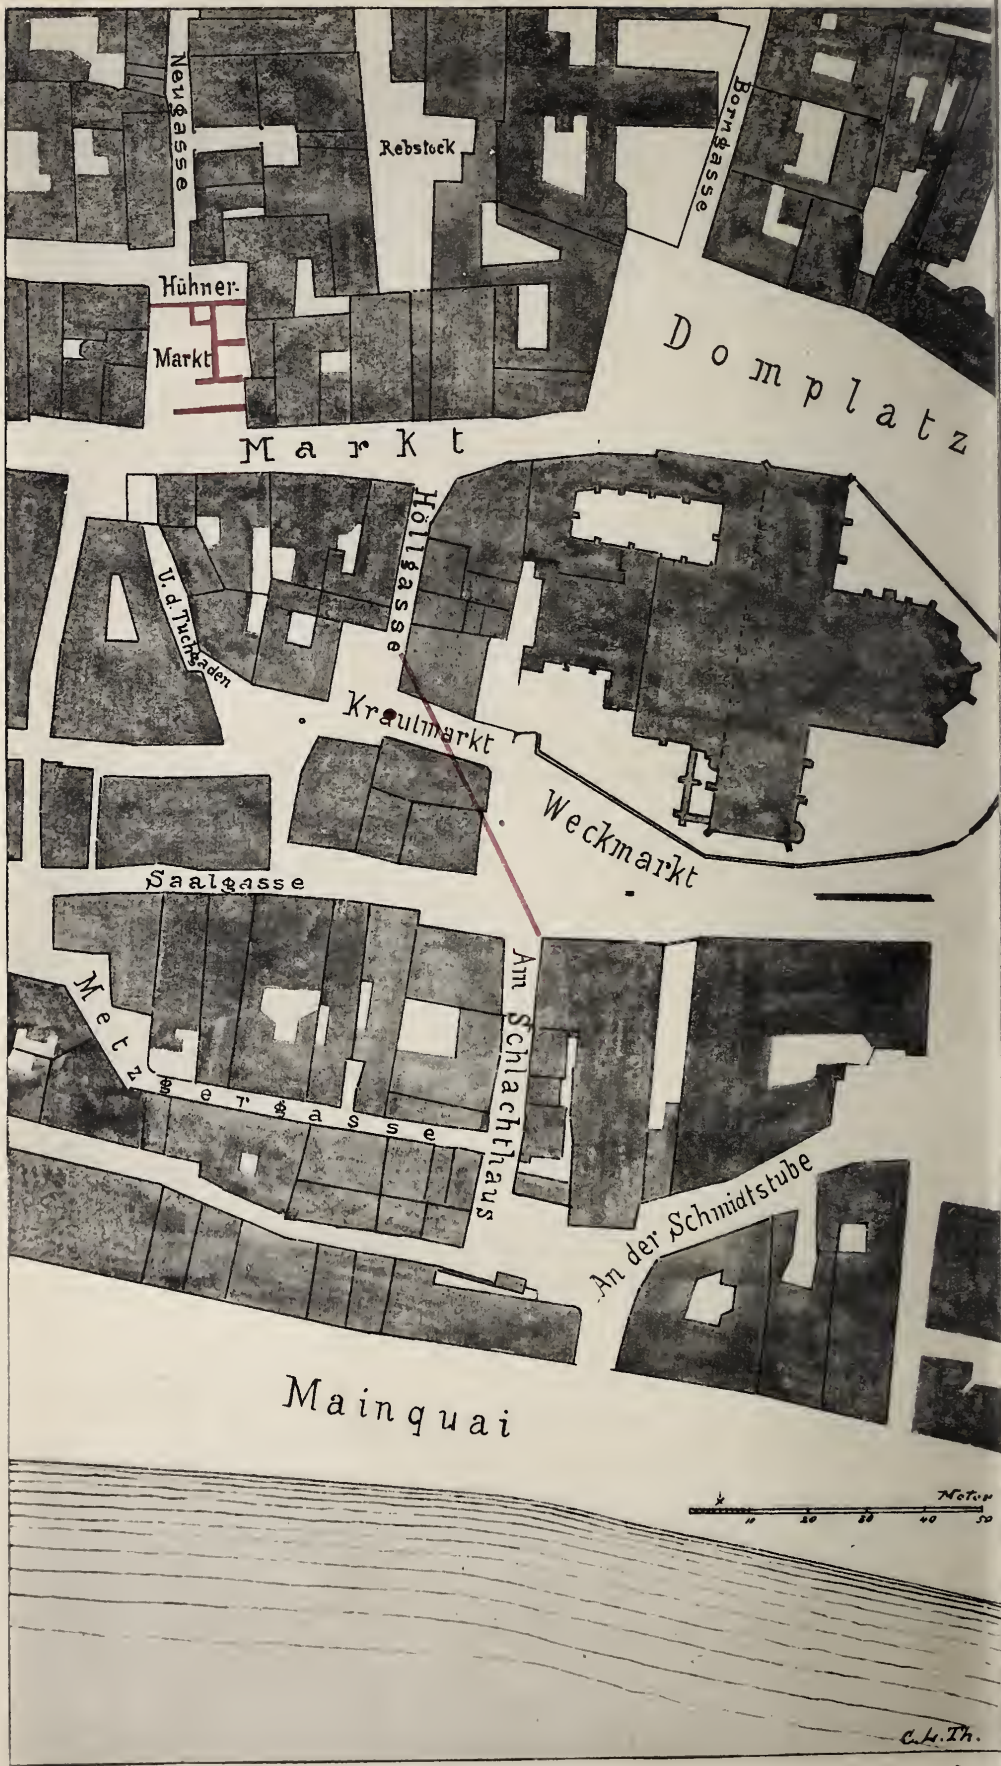 Neugasse
Borngasse
Rebstock
Hühner-
Markt
Domplatz
Markt
Höllgasse
U. d. Tuchgaden
Krautmarkt
Weckmarkt
Saalgasse
Metzgergasse
Am Schlachthaus
An der Schmidtstube
Mainquai
Meter
10 20 30 40 50
C. L. Th.